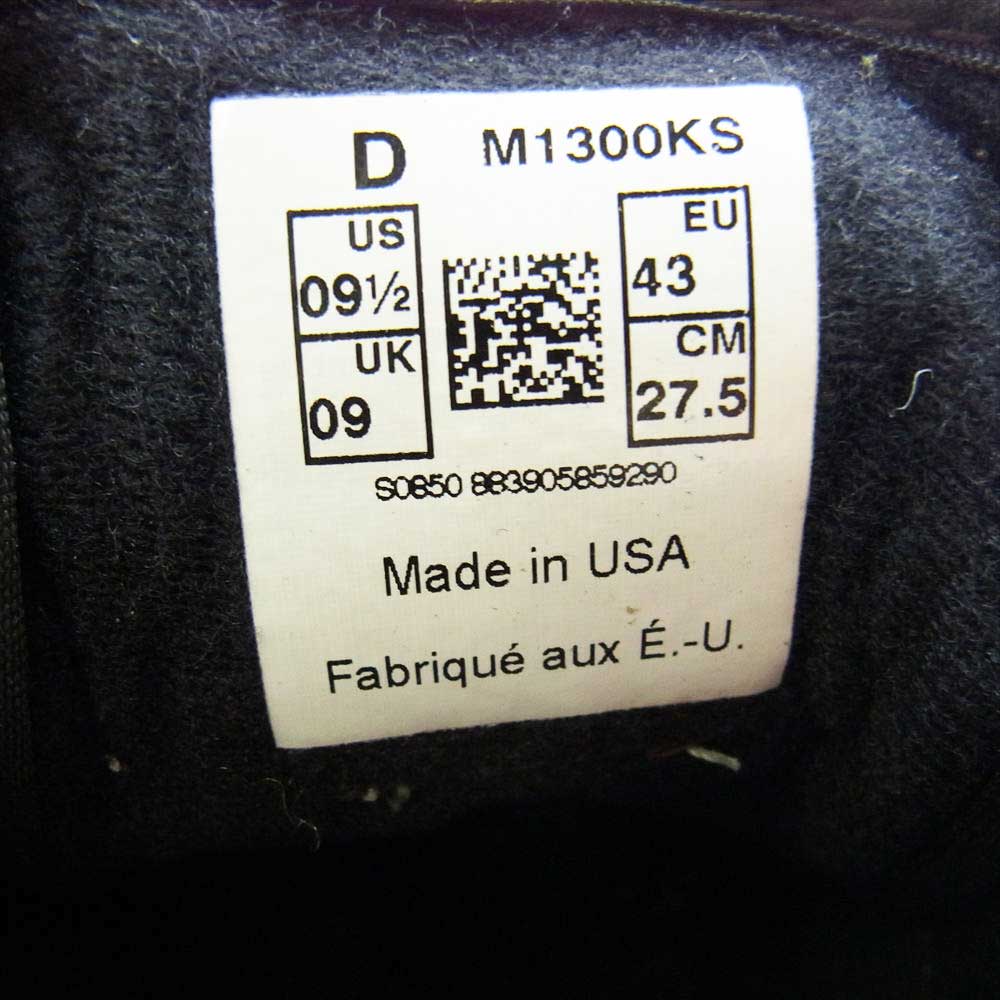 D M1300KS
US
09½
UK
09
EU
43
CM
27.5
S0850 883905859290
Made in USA
Fabriqué aux É.-U.